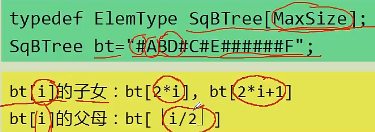 typedef ElemType SqBTree[MaxSize];
SqBTree bt="#ABD#C#E######F";
bt[i]的子女：bt[2*i], bt[2*i+1]
bt[i]的父母：bt[⌊i/2⌋]